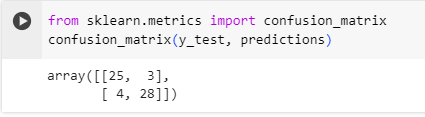 from sklearn.metrics import confusion_matrix
confusion_matrix(y_test, predictions)
array([[25,  3],
       [ 4, 28]])